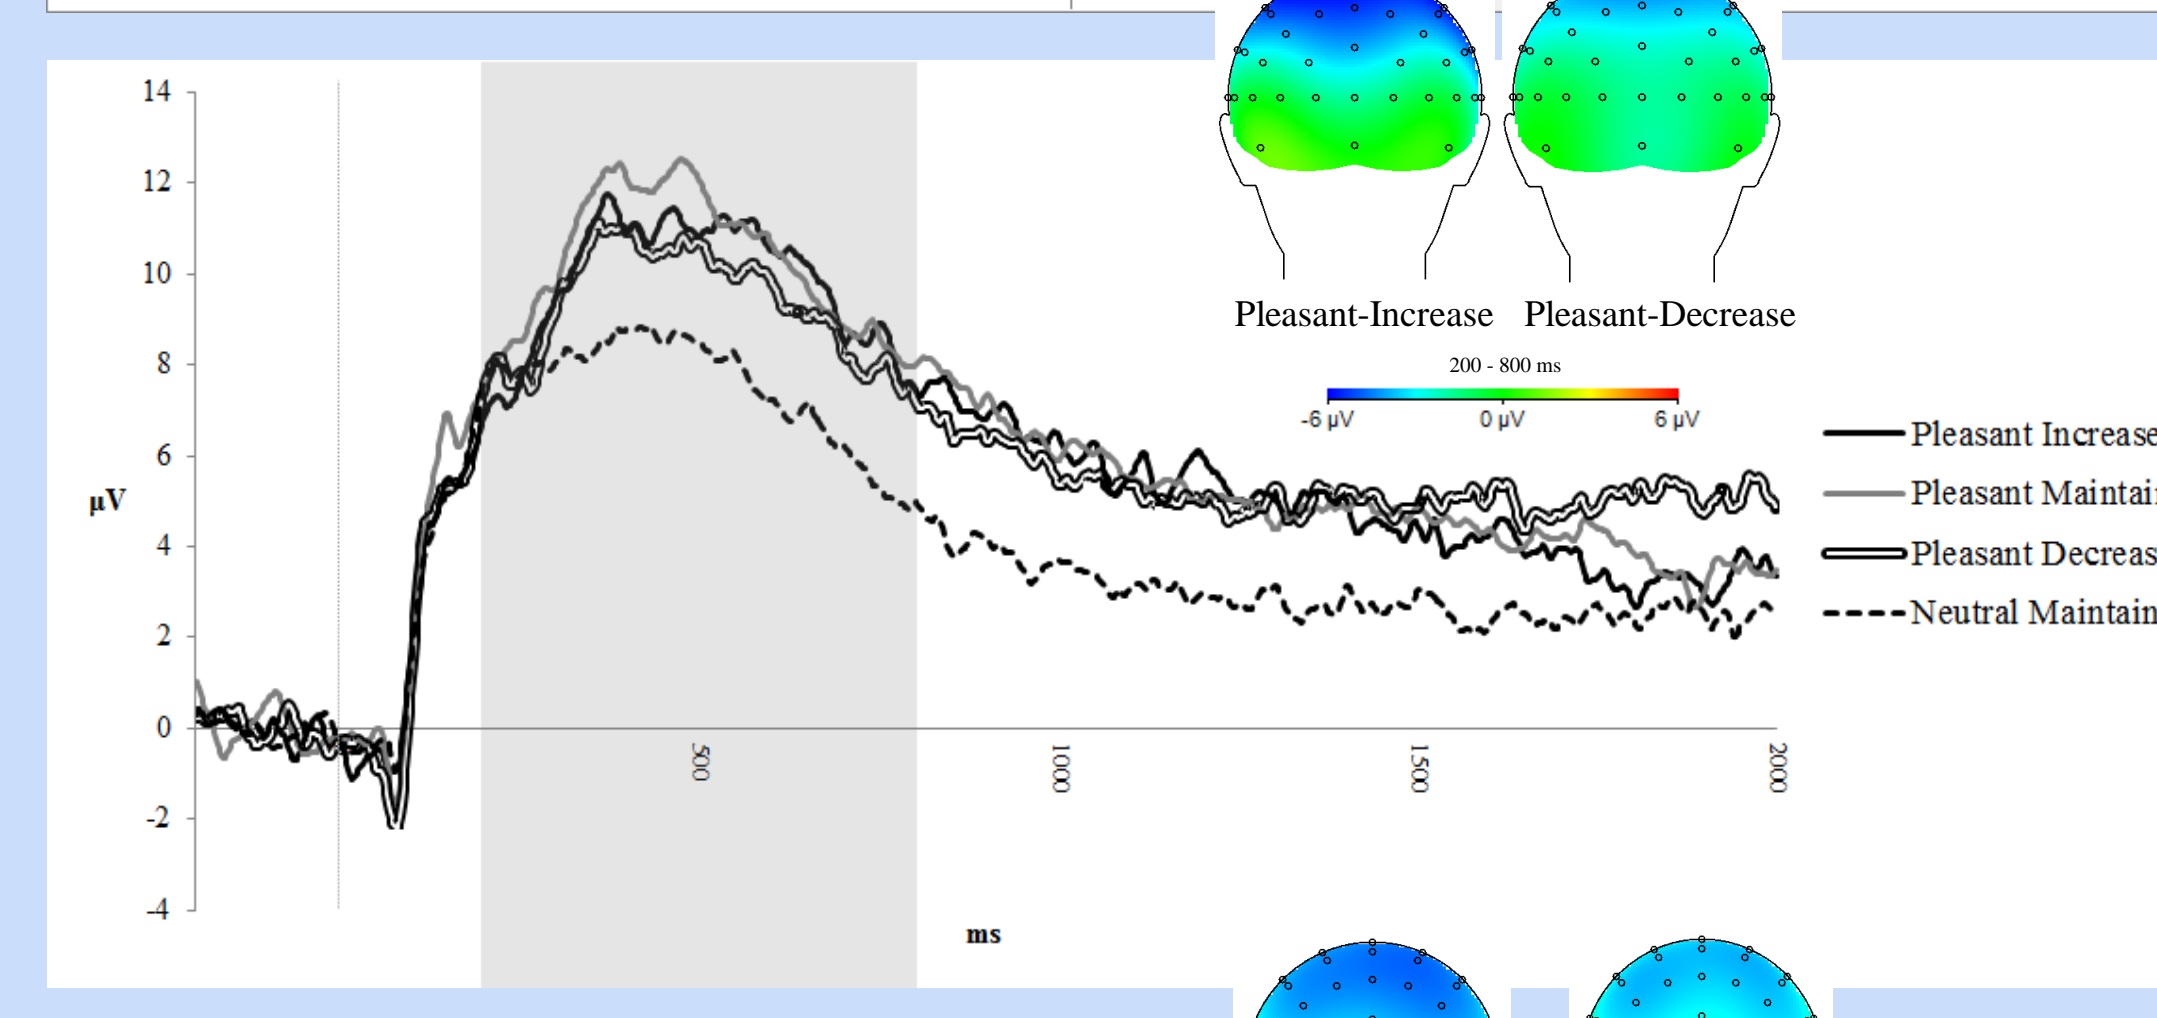 14
12
10
8
6
4
2
0
-2
-4
μV
500
1000
1500
2000
ms
Pleasant-Increase
Pleasant-Decrease
200 - 800 ms
-6 μV
0 μV
6 μV
Pleasant Increase
Pleasant Maintai
Pleasant Decreas
Neutral Maintain